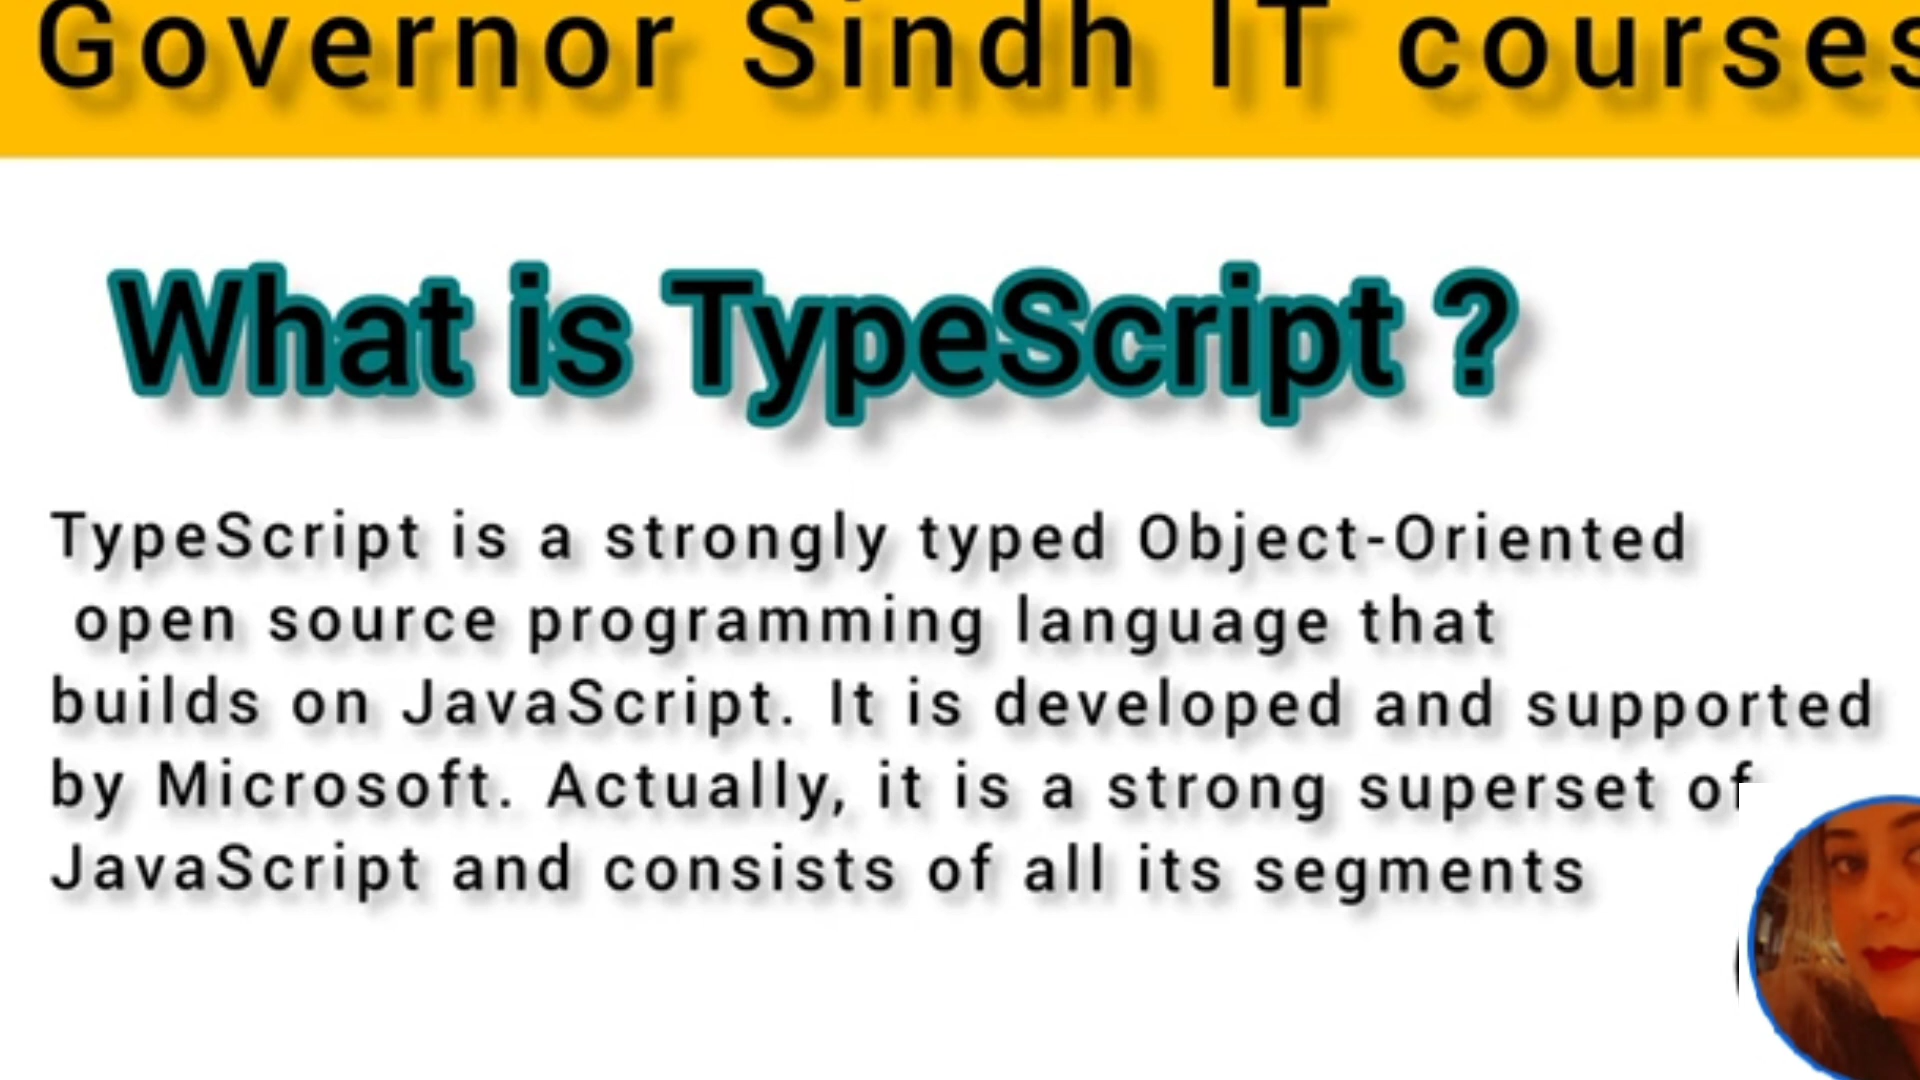 Governor Sindh IT courses
What is TypeScript ?
TypeScript is a strongly typed Object-Oriented
open source programming language that
builds on JavaScript. It is developed and supported
by Microsoft. Actually, it is a strong superset of
JavaScript and consists of all its segments